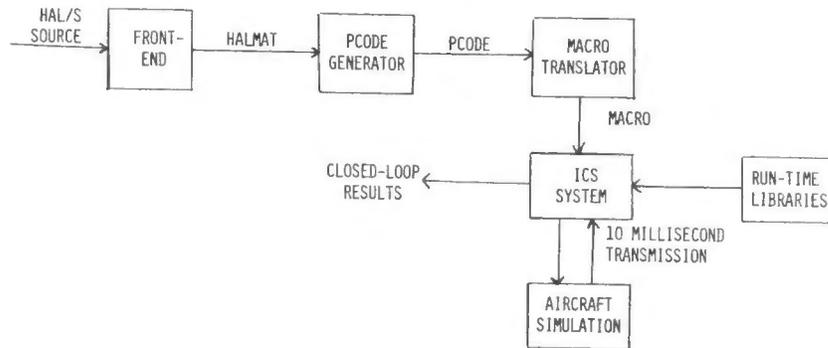 HAL/S
SOURCE
FRONT-
END
HALMAT
PCODE
GENERATOR
PCODE
MACRO
TRANSLATOR
MACRO
CLOSED-LOOP
RESULTS
ICS
SYSTEM
RUN-TIME
LIBRARIES
10 MILLISECOND
TRANSMISSION
AIRCRAFT
SIMULATION